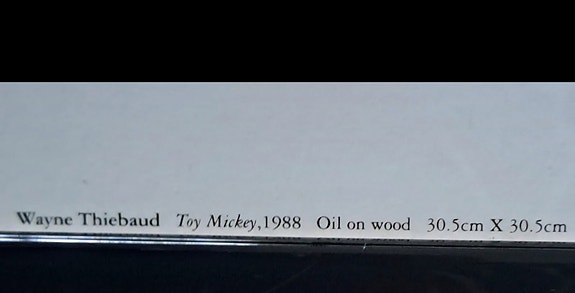 Wayne Thiebaud Toy Mickey,1988 Oil on wood 30.5cm X 30.5cm